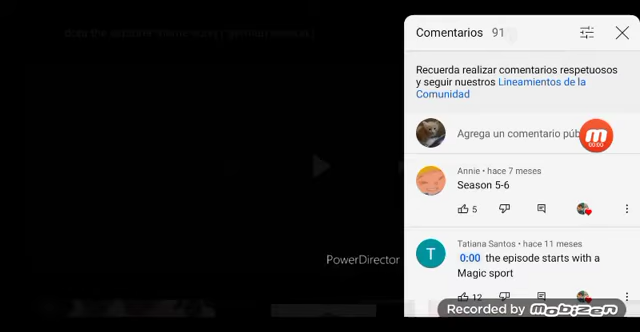 Comentarios 91
Recuerda realizar comentarios respetuosos
y seguir nuestros Lineamientos de la
Comunidad
Agrega un comentario púb
m
00:00
Annie • hace 7 meses
Season 5-6
5
T
Tatiana Santos • hace 11 meses
0:00 the episode starts with a
Magic sport
12
PowerDirector
Recorded by mobizen